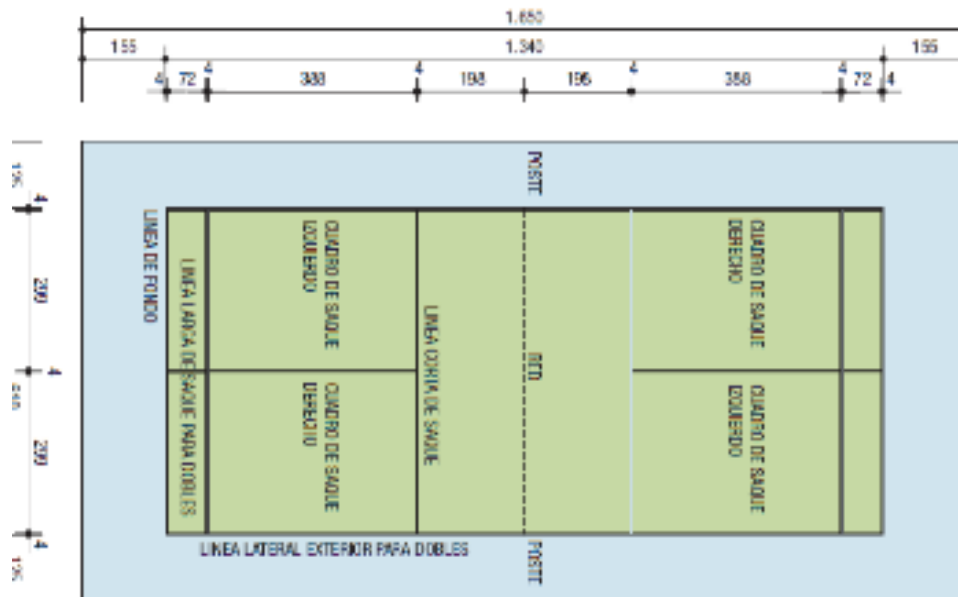 1.650
155
1.340
155
4
72
4
388
4
198
4
388
4
72
4
POSTE
4
LINEA DE FONDO
LINEA LARGA DE SAQUE PARA DOBLES
CUADRO DE SAQUE
IZQUIERDO
LINEA CORTA DE SAQUE
RED
CUADRO DE SAQUE
DERECHO
299
4
CUADRO DE SAQUE
DERECHO
CUADRO DE SAQUE
IZQUIERDO
299
4
LINEA LATERAL EXTERIOR PARA DOBLES
POSTE